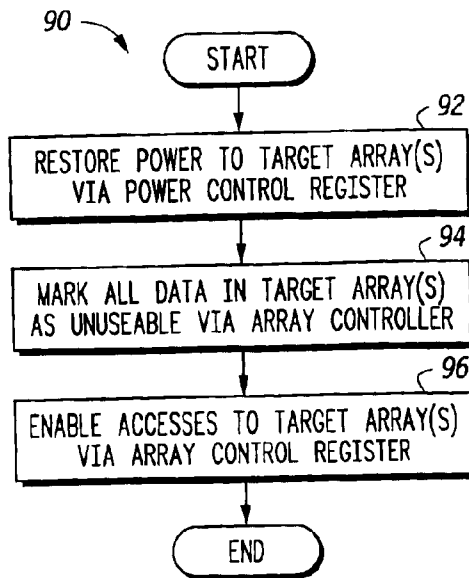 90
START
92
RESTORE POWER TO TARGET ARRAY(S)
VIA POWER CONTROL REGISTER
94
MARK ALL DATA IN TARGET ARRAY(S)
AS UNUSEABLE VIA ARRAY CONTROLLER
96
ENABLE ACCESSES TO TARGET ARRAY(S)
VIA ARRAY CONTROL REGISTER
END